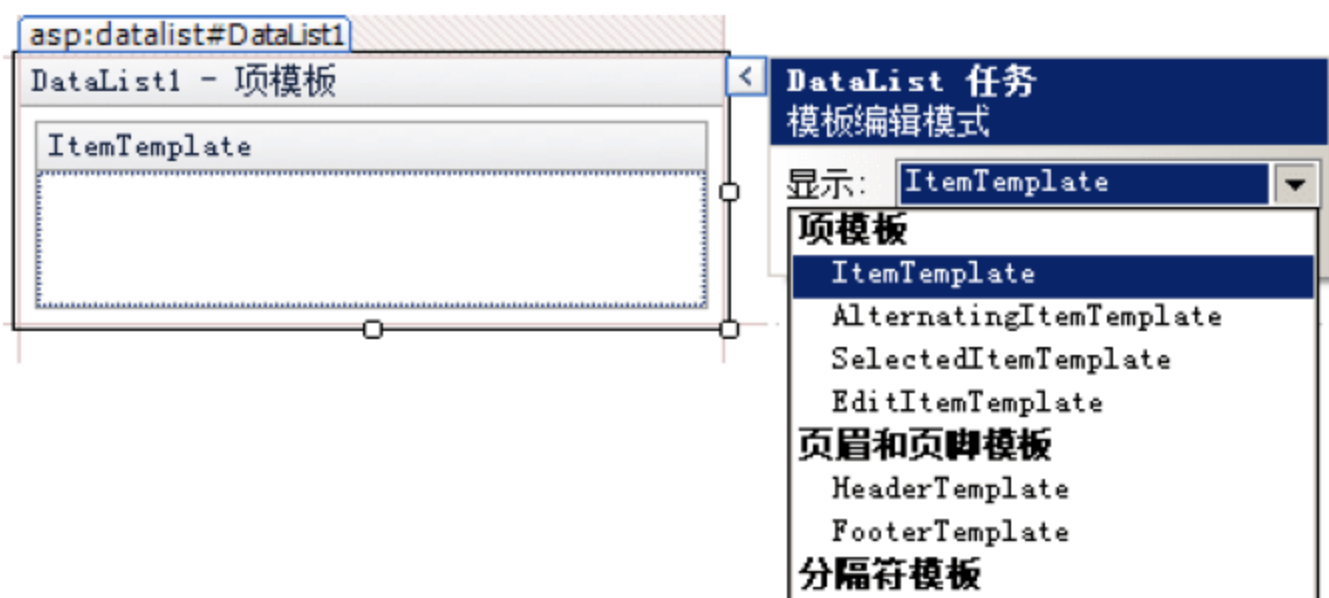 asp:datalist#DataList1
DataList1 - 项模板
ItemTemplate
<
DataList 任务
模板编辑模式
显示: ItemTemplate
项模板
ItemTemplate
AlternatingItemTemplate
SelectedItemTemplate
EditItemTemplate
页眉和页脚模板
HeaderTemplate
FooterTemplate
分隔符模板